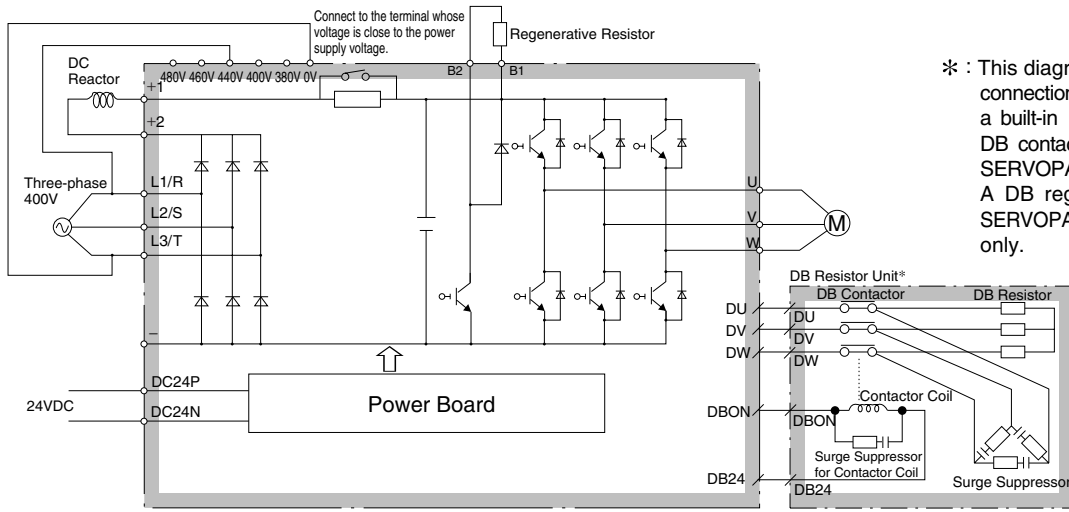 Connect to the terminal whose
voltage is close to the power
supply voltage.
Regenerative Resistor
DC
Reactor
480V 460V 440V 400V 380V 0V
B2
B1
+1
+2
Three-phase
400V
L1/R
L2/S
L3/T
−
U
V
W
M
* : This diagr
connection
a built-in
DB contac
SERVOPA
A DB reg
SERVOPA
only.
DB Resistor Unit*
DB Contactor
DB Resistor
DU
DU
DV
DV
DW
DW
24VDC
DC24P
DC24N
Power Board
Contactor Coil
DBON
DBON
Surge Suppressor
for Contactor Coil
DB24
DB24
Surge Suppressor